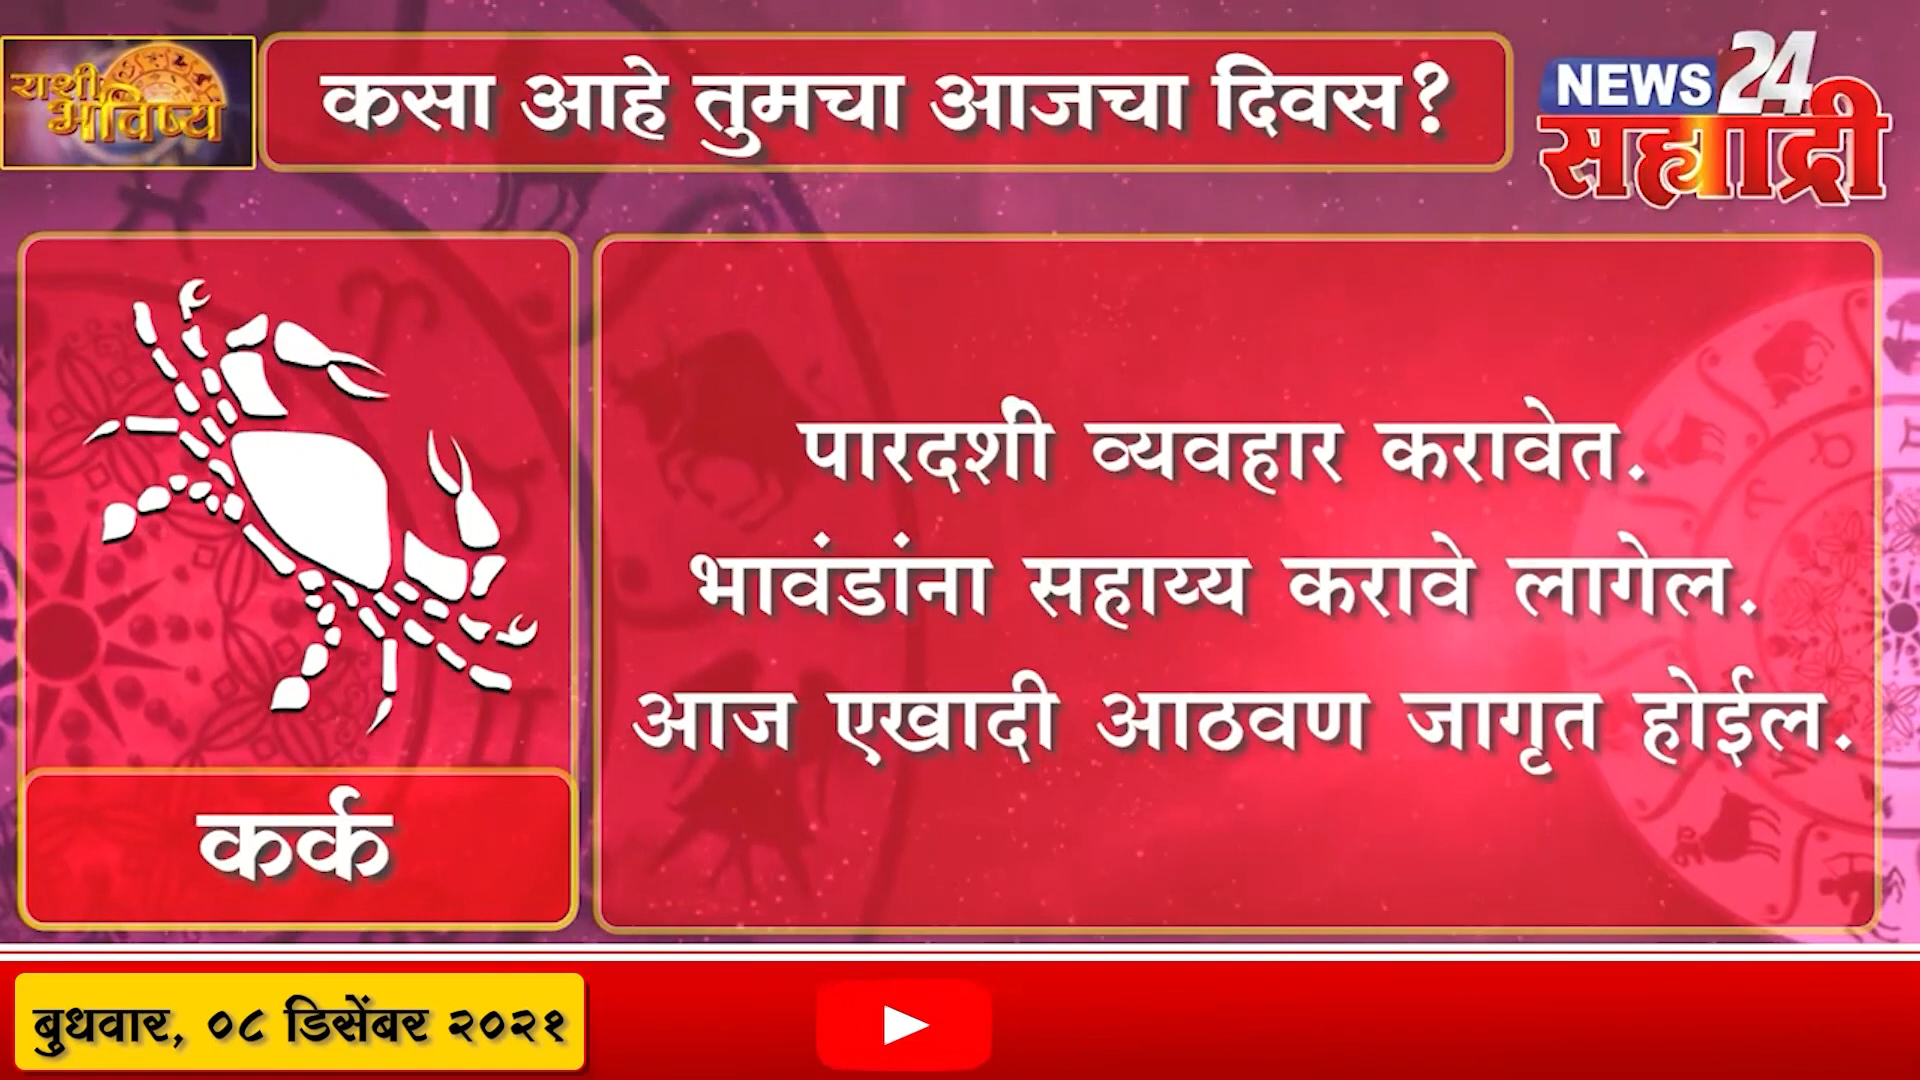 राशी
भविष्य
कसा आहे तुमचा आजचा दिवस?
NEWS 24
सह्याद्री
पारदर्शी व्यवहार करावेत.
भावंडांना सहाय्य करावे लागेल.
आज एखादी आठवण जागृत होईल.
कर्क
बुधवार, ०८ डिसेंबर २०२१